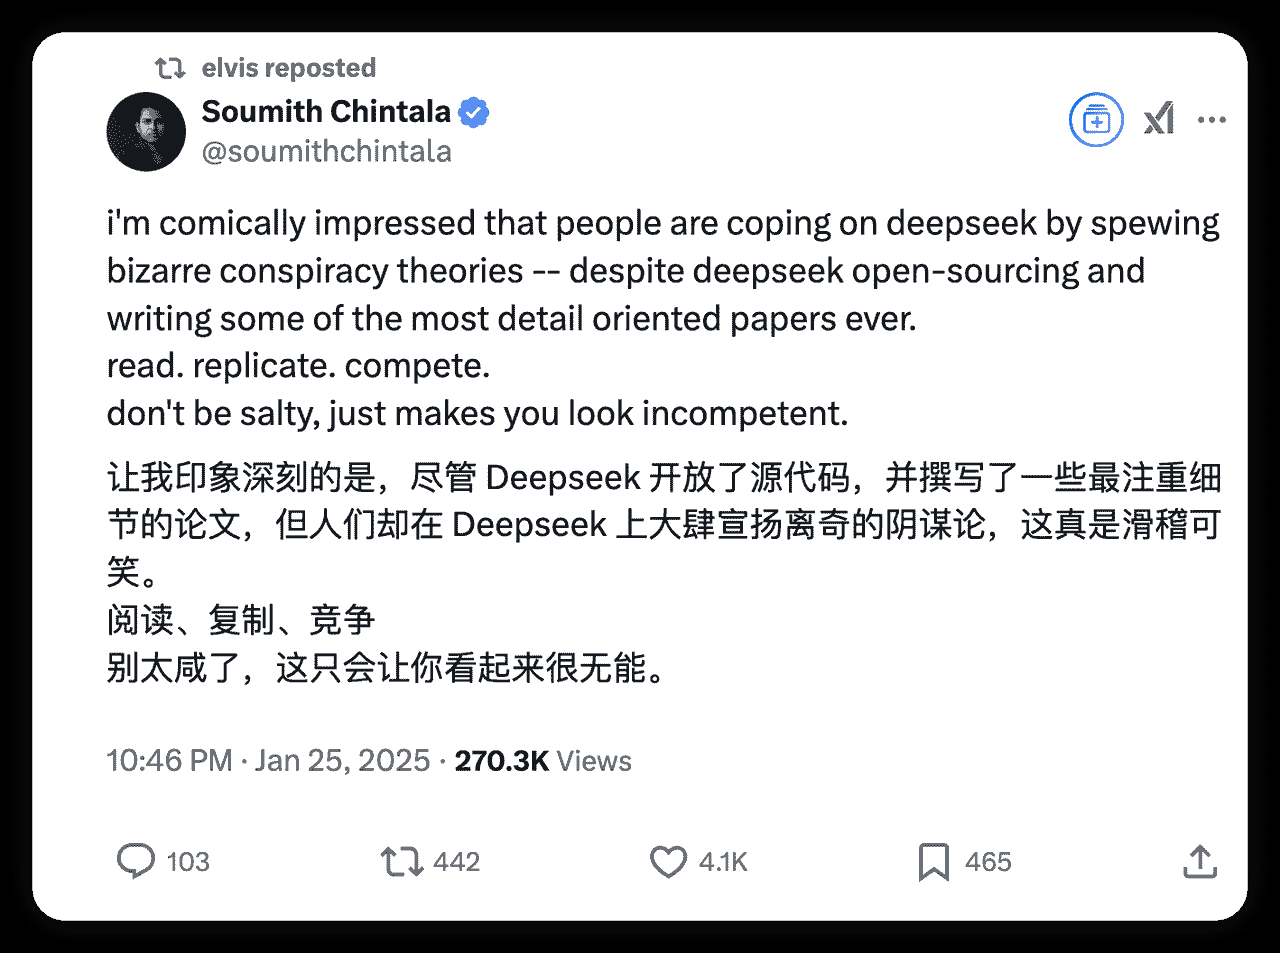 elvis reposted
Soumith Chintala
@soumithchintala
i'm comically impressed that people are coping on deepseek by spewing
bizarre conspiracy theories -- despite deepseek open-sourcing and
writing some of the most detail oriented papers ever.
read. replicate. compete.
don't be salty, just makes you look incompetent.
让我印象深刻的是，尽管 Deepseek 开放了源代码，并撰写了一些最注重细
节的论文，但人们却在 Deepseek 上大肆宣扬离奇的阴谋论，这真是滑稽可
笑。
阅读、复制、竞争
别太咸了，这只会让你看起来很无能。
10:46 PM · Jan 25, 2025 · 270.3K Views
103 442 4.1K 465